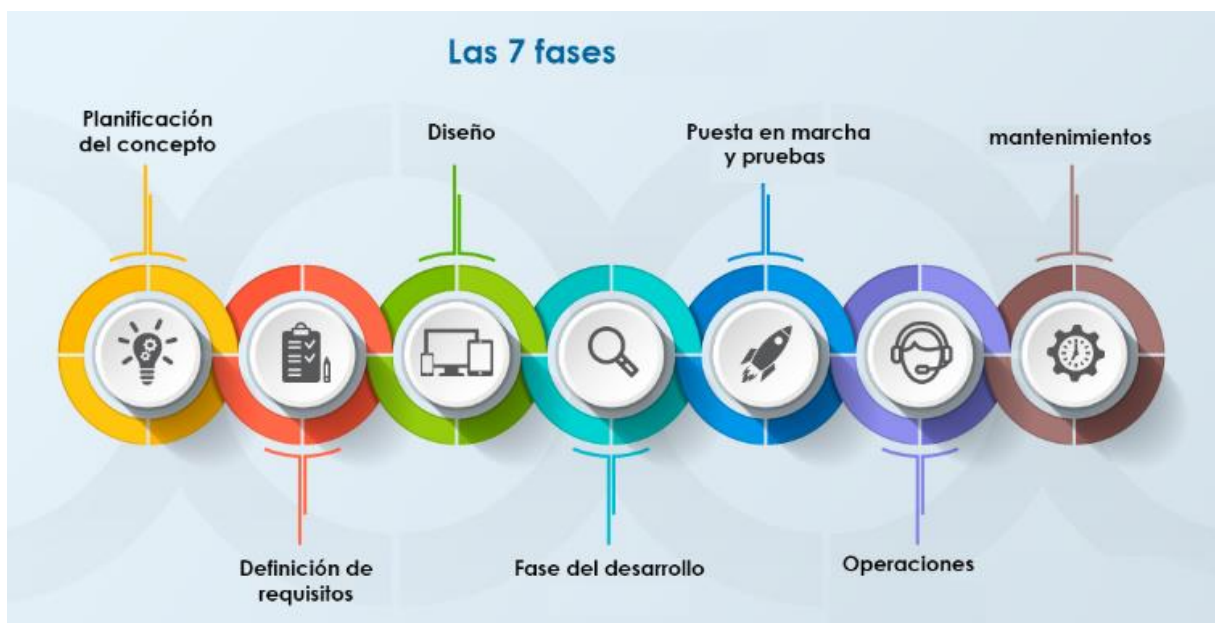 Las 7 fases
Planificación
del concepto
Definición de
requisitos
Diseño
Fase del desarrollo
Puesta en marcha
y pruebas
Operaciones
mantenimientos